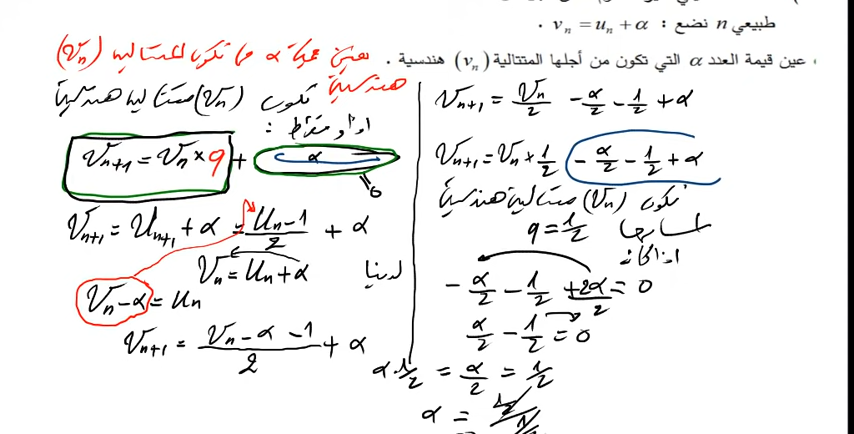 طبيعي n نضع : vₙ = uₙ + α .
عين قيمة العدد α التي تكون من أجلها المتتالية (vₙ) هندسية .
α حتى تكون المتتالية (Vₙ)
هندسية
تكون (Vₙ) متتالية هندسية
اذا و فقط :
Vₙ₊₁ = Vₙ × q + α
= 0
Vₙ₊₁ = Uₙ₊₁ + α = (Uₙ - 1)/2 + α
لدينا Vₙ = Uₙ + α
Vₙ - α = Uₙ
Vₙ₊₁ = (Vₙ - α - 1)/2 + α
Vₙ₊₁ = Vₙ/2 - α/2 - 1/2 + α
Vₙ₊₁ = Vₙ × 1/2 - α/2 - 1/2 + α
تكون (Vₙ) متتالية هندسية
أساسها q = 1/2
اذا كان
- α/2 - 1/2 + 2α/2 = 0
α/2 - 1/2 = 0
α · 1/2 = α/2 = 1/2
α =